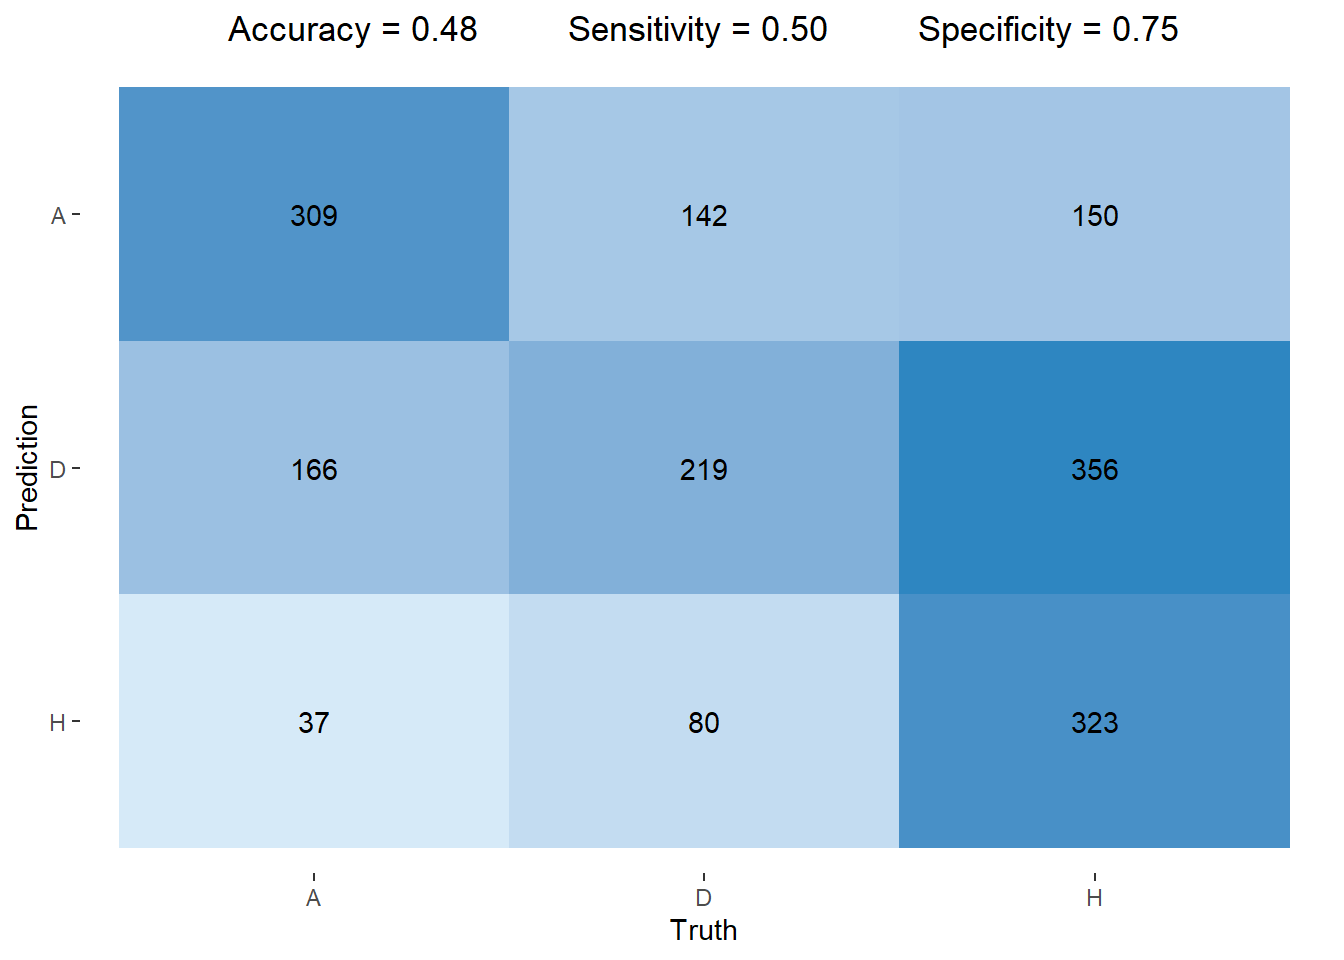 Accuracy = 0.48 Sensitivity = 0.50 Specificity = 0.75
A 309 142 150
Prediction
D 166 219 356
H 37 80 323
A D H
Truth